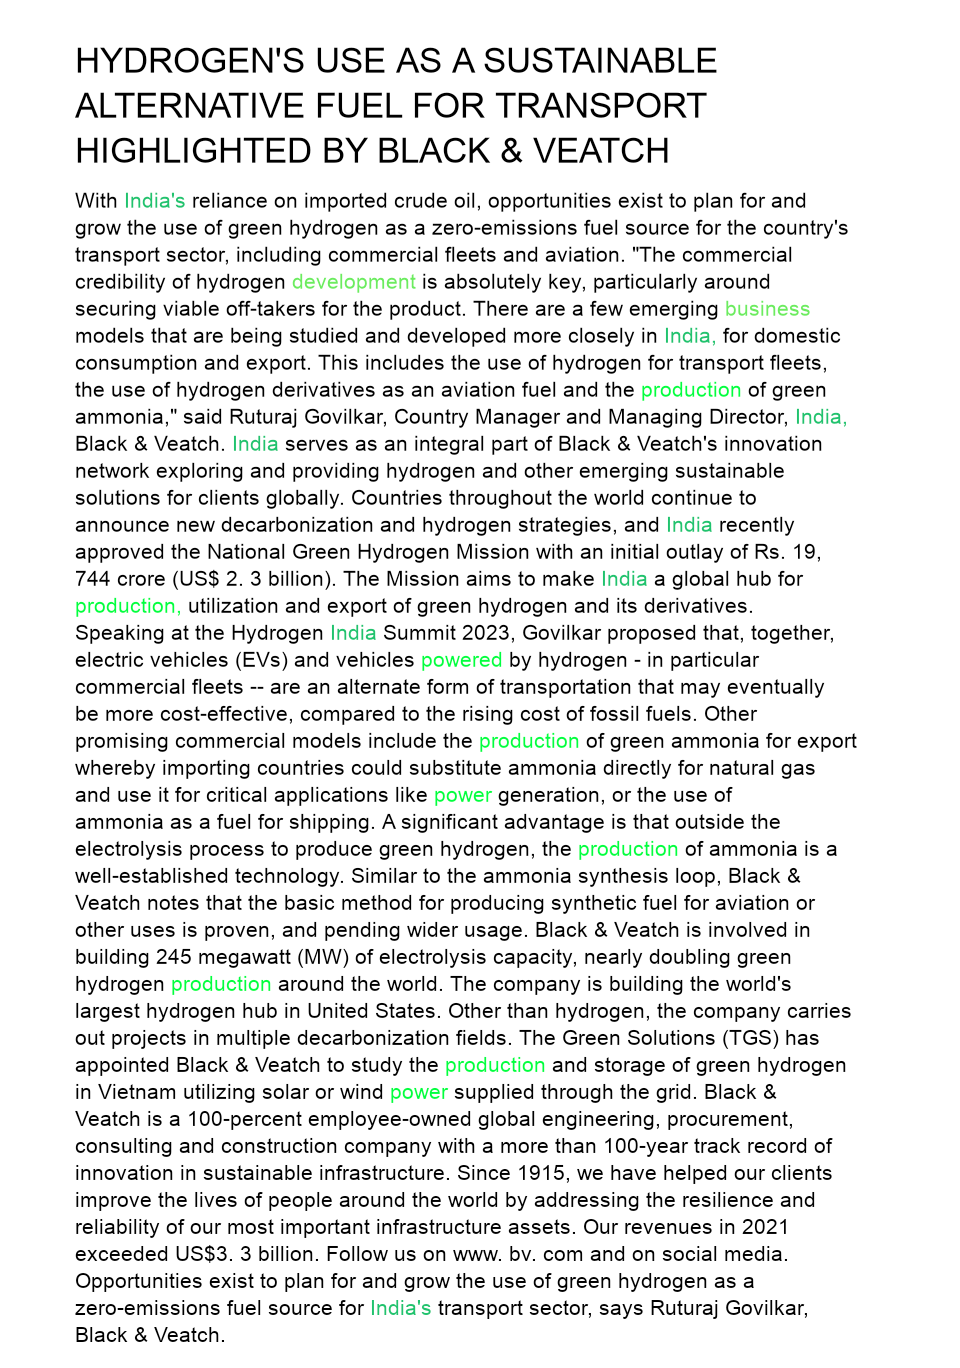 HYDROGEN'S USE AS A SUSTAINABLE
ALTERNATIVE FUEL FOR TRANSPORT
HIGHLIGHTED BY BLACK & VEATCH
With India's reliance on imported crude oil, opportunities exist to plan for and
grow the use of green hydrogen as a zero-emissions fuel source for the country's
transport sector, including commercial fleets and aviation. "The commercial
credibility of hydrogen development is absolutely key, particularly around
securing viable off-takers for the product. There are a few emerging business
models that are being studied and developed more closely in India, for domestic
consumption and export. This includes the use of hydrogen for transport fleets,
the use of hydrogen derivatives as an aviation fuel and the production of green
ammonia," said Ruturaj Govilkar, Country Manager and Managing Director, India,
Black & Veatch. India serves as an integral part of Black & Veatch's innovation
network exploring and providing hydrogen and other emerging sustainable
solutions for clients globally. Countries throughout the world continue to
announce new decarbonization and hydrogen strategies, and India recently
approved the National Green Hydrogen Mission with an initial outlay of Rs. 19,
744 crore (US$ 2. 3 billion). The Mission aims to make India a global hub for
production, utilization and export of green hydrogen and its derivatives.
Speaking at the Hydrogen India Summit 2023, Govilkar proposed that, together,
electric vehicles (EVs) and vehicles powered by hydrogen - in particular
commercial fleets -- are an alternate form of transportation that may eventually
be more cost-effective, compared to the rising cost of fossil fuels. Other
promising commercial models include the production of green ammonia for export
whereby importing countries could substitute ammonia directly for natural gas
and use it for critical applications like power generation, or the use of
ammonia as a fuel for shipping. A significant advantage is that outside the
electrolysis process to produce green hydrogen, the production of ammonia is a
well-established technology. Similar to the ammonia synthesis loop, Black &
Veatch notes that the basic method for producing synthetic fuel for aviation or
other uses is proven, and pending wider usage. Black & Veatch is involved in
building 245 megawatt (MW) of electrolysis capacity, nearly doubling green
hydrogen production around the world. The company is building the world's
largest hydrogen hub in United States. Other than hydrogen, the company carries
out projects in multiple decarbonization fields. The Green Solutions (TGS) has
appointed Black & Veatch to study the production and storage of green hydrogen
in Vietnam utilizing solar or wind power supplied through the grid. Black &
Veatch is a 100-percent employee-owned global engineering, procurement,
consulting and construction company with a more than 100-year track record of
innovation in sustainable infrastructure. Since 1915, we have helped our clients
improve the lives of people around the world by addressing the resilience and
reliability of our most important infrastructure assets. Our revenues in 2021
exceeded US$3. 3 billion. Follow us on www. bv. com and on social media.
Opportunities exist to plan for and grow the use of green hydrogen as a
zero-emissions fuel source for India's transport sector, says Ruturaj Govilkar,
Black & Veatch.